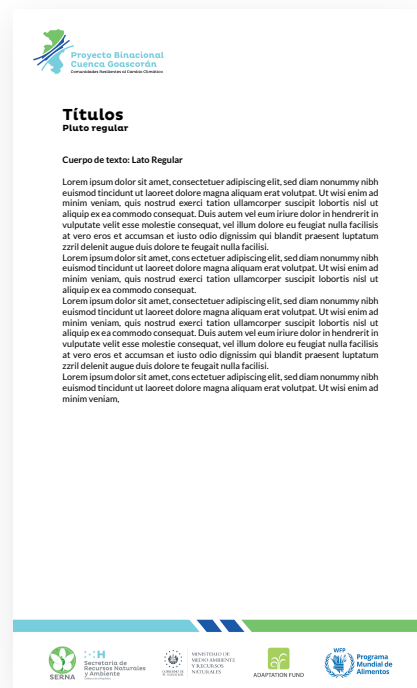 Proyecto Binacional
Cuenca Goascorán
Comunidades Resilientes al Cambio Climático
Títulos
Pluto regular
Cuerpo de texto: Lato Regular
Lorem ipsum dolor sit amet, consectetuer adipiscing elit, sed diam nonummy nibh
euismod tincidunt ut laoreet dolore magna aliquam erat volutpat. Ut wisi enim ad
minim veniam, quis nostrud exerci tation ullamcorper suscipit lobortis nisl ut
aliquip ex ea commodo consequat. Duis autem vel eum iriure dolor in hendrerit in
vulputate velit esse molestie consequat, vel illum dolore eu feugiat nulla facilisis
at vero eros et accumsan et iusto odio dignissim qui blandit praesent luptatum
zzril delenit augue duis dolore te feugait nulla facilisi.
Lorem ipsum dolor sit amet, cons ectetuer adipiscing elit, sed diam nonummy nibh
euismod tincidunt ut laoreet dolore magna aliquam erat volutpat. Ut wisi enim ad
minim veniam, quis nostrud exerci tation ullamcorper suscipit lobortis nisl ut
aliquip ex ea commodo consequat.
Lorem ipsum dolor sit amet, consectetuer adipiscing elit, sed diam nonummy nibh
euismod tincidunt ut laoreet dolore magna aliquam erat volutpat. Ut wisi enim ad
minim veniam, quis nostrud exerci tation ullamcorper suscipit lobortis nisl ut
aliquip ex ea commodo consequat. Duis autem vel eum iriure dolor in hendrerit in
vulputate velit esse molestie consequat, vel illum dolore eu feugiat nulla facilisis
at vero eros et accumsan et iusto odio dignissim qui blandit praesent luptatum
zzril delenit augue duis dolore te feugait nulla facilisi.
Lorem ipsum dolor sit amet, cons ectetuer adipiscing elit, sed diam nonummy nibh
euismod tincidunt ut laoreet dolore magna aliquam erat volutpat. Ut wisi enim ad
minim veniam,
SERNA
Secretaría de
Recursos Naturales
y Ambiente
GOBIERNO DE
EL SALVADOR
MINISTERIO DE
MEDIO AMBIENTE
Y RECURSOS
NATURALES
ADAPTATION FUND
WFP
Programa
Mundial de
Alimentos